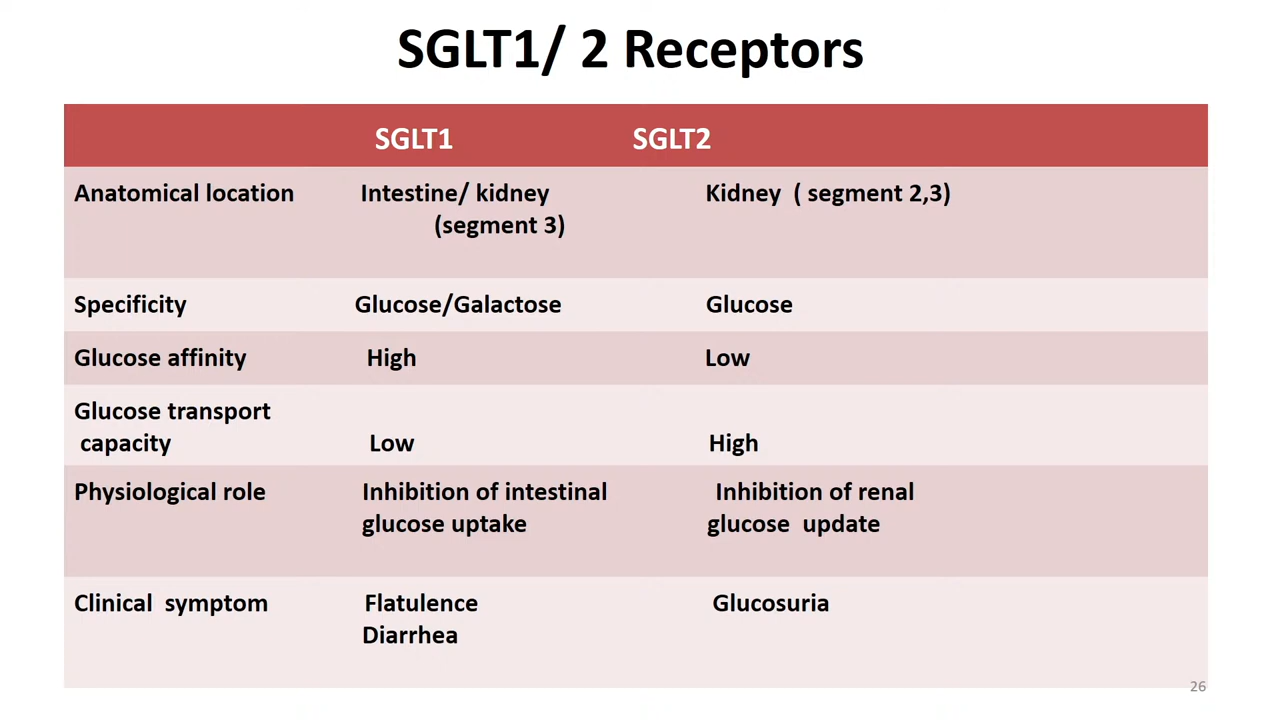 SGLT1/ 2 Receptors
SGLT1 SGLT2
Anatomical location Intestine/ kidney Kidney ( segment 2,3)
(segment 3)
Specificity Glucose/Galactose Glucose
Glucose affinity High Low
Glucose transport
capacity Low High
Physiological role Inhibition of intestinal Inhibition of renal
glucose uptake glucose update
Clinical symptom Flatulence Glucosuria
Diarrhea
26